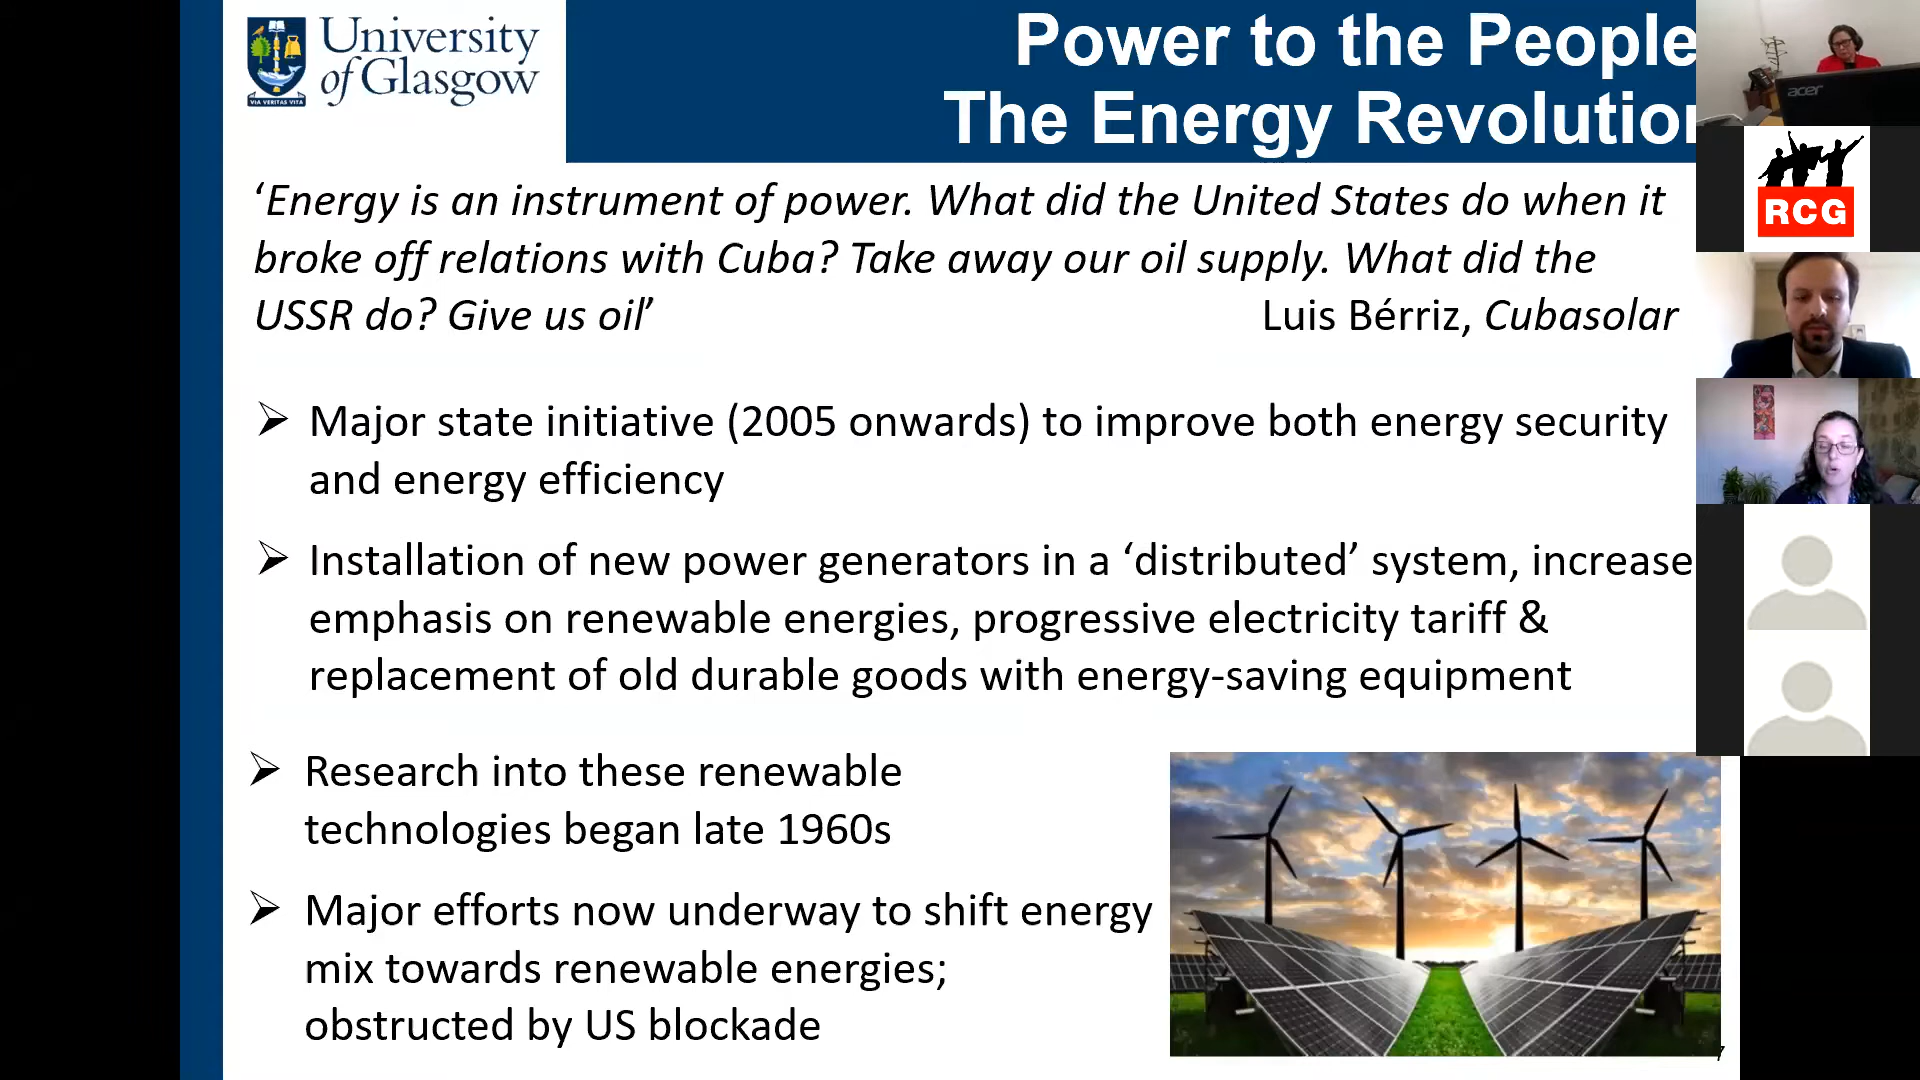 University
of Glasgow
VIA VERITAS VITA
Power to the People
The Energy Revolution
acer
RCG
‘Energy is an instrument of power. What did the United States do when it
broke off relations with Cuba? Take away our oil supply. What did the
USSR do? Give us oil’ Luis Bérriz, Cubasolar
Major state initiative (2005 onwards) to improve both energy security
and energy efficiency
Installation of new power generators in a ‘distributed’ system, increase
emphasis on renewable energies, progressive electricity tariff &
replacement of old durable goods with energy-saving equipment
Research into these renewable
technologies began late 1960s
Major efforts now underway to shift energy
mix towards renewable energies;
obstructed by US blockade
7